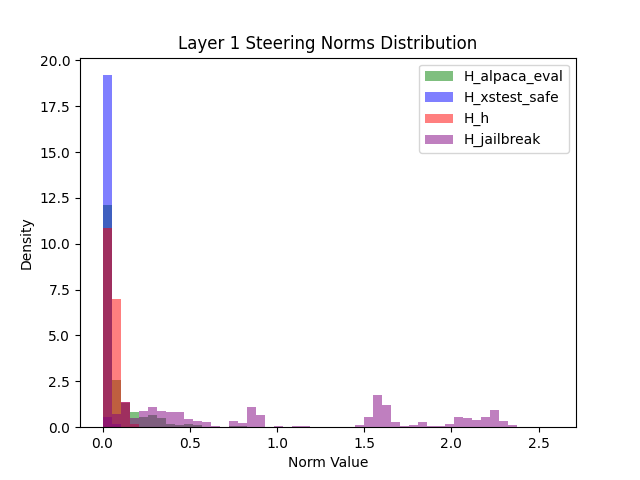 Layer 1 Steering Norms Distribution
H_alpaca_eval
H_xstest_safe
H_h
H_jailbreak
Density
20.0
17.5
15.0
12.5
10.0
7.5
5.0
2.5
0.0
0.0 0.5 1.0 1.5 2.0 2.5
Norm Value